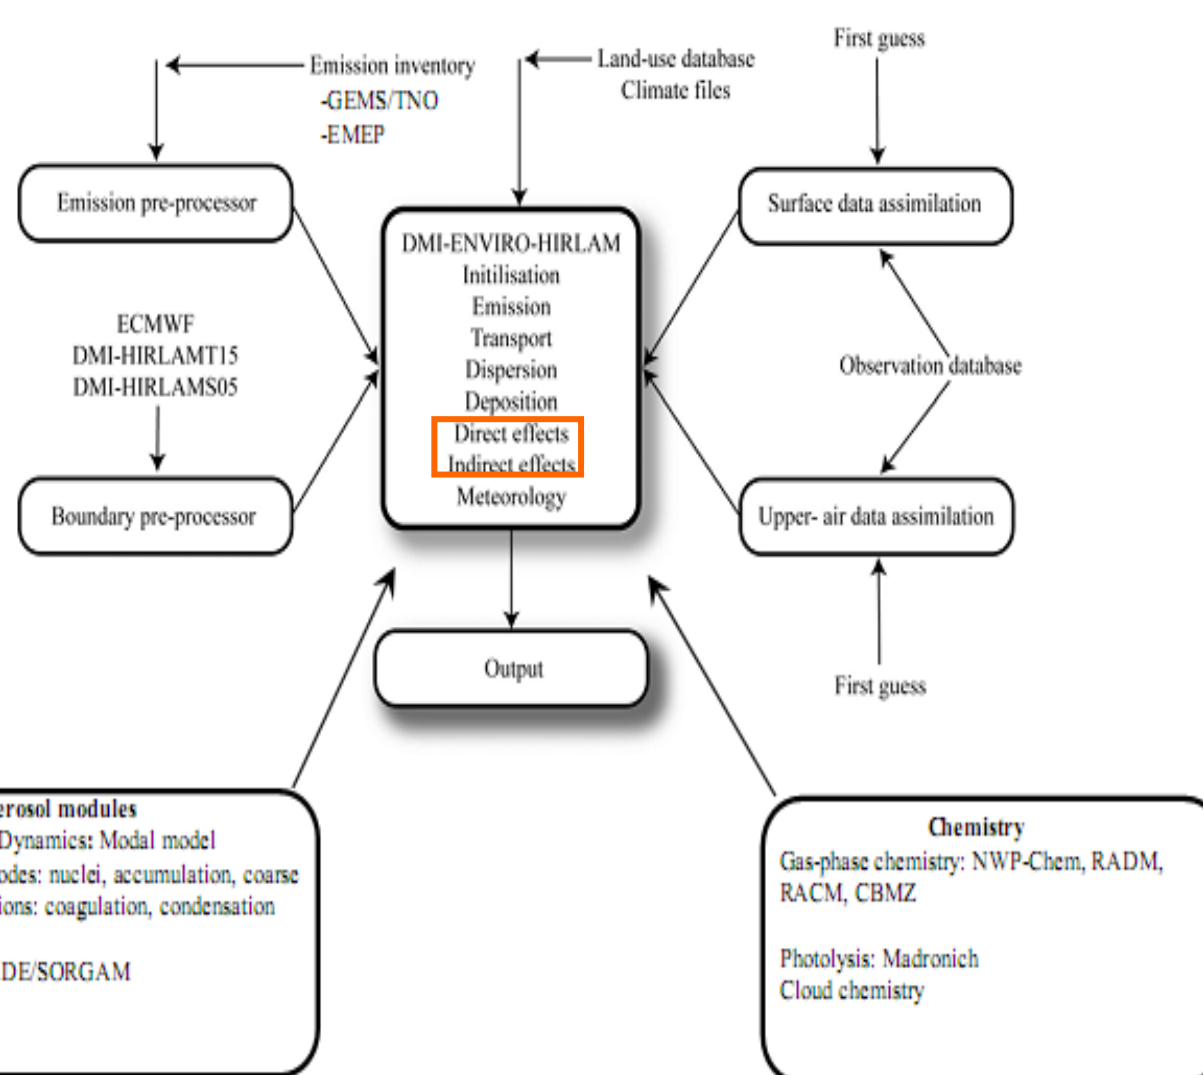 First guess
Emission inventory
-GEMS/TNO
-EMEP
Land-use database
Climate files
Emission pre-processor
Surface data assimilation
DMI-ENVIRO-HIRLAM
Initilisation
Emission
Transport
Dispersion
Deposition
Direct effects
Indirect effects
Meteorology
ECMWF
DMI-HIRLAMT15
DMI-HIRLAMS05
Observation database
Boundary pre-processor
Upper- air data assimilation
Output
First guess
erosol modules
Dynamics: Modal model
odes: nuclei, accumulation, coarse
ions: coagulation, condensation
DE/SORGAM
Chemistry
Gas-phase chemistry: NWP-Chem, RADM,
RACM, CBMZ
Photolysis: Madronich
Cloud chemistry